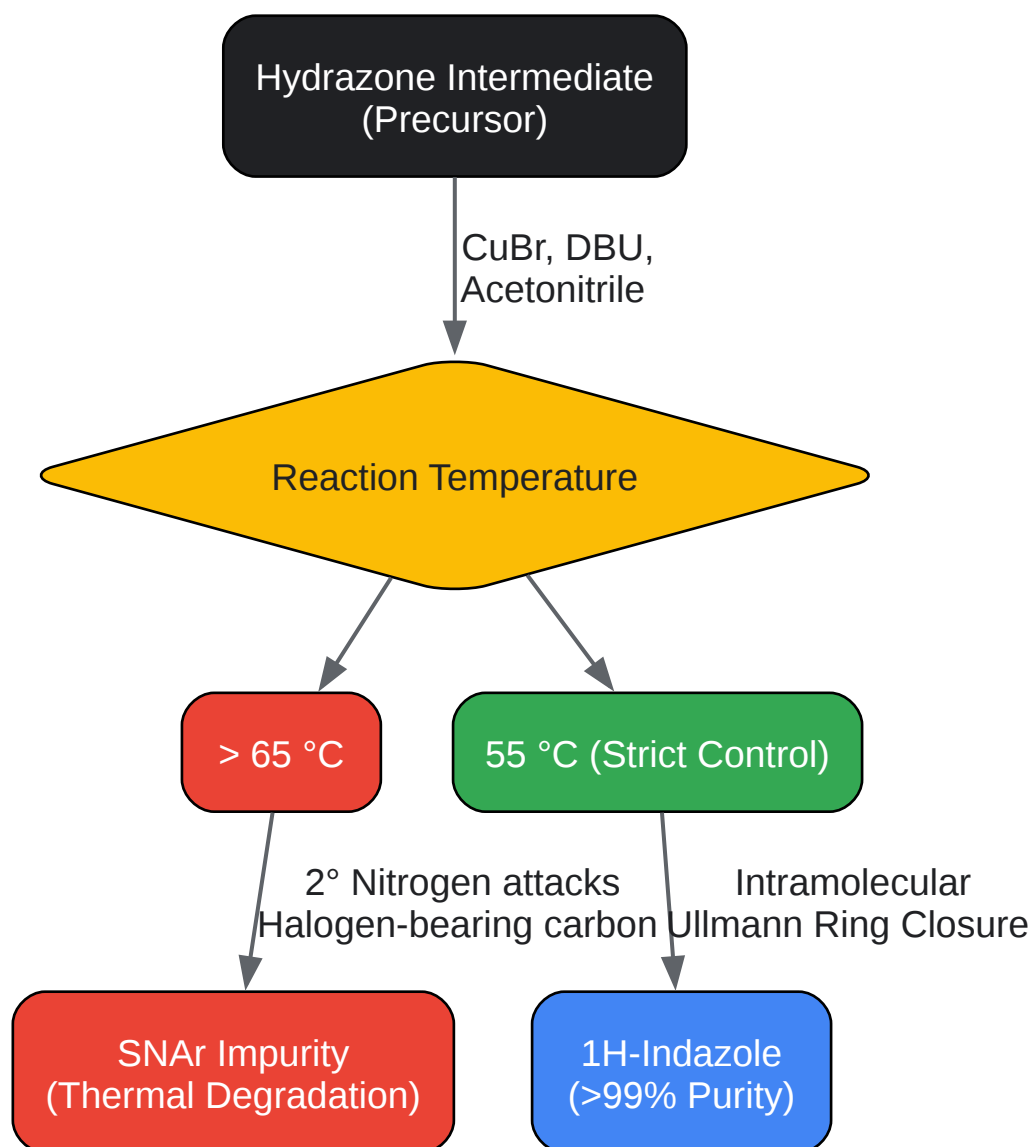 Hydrazone Intermediate
(Precursor)
CuBr, DBU,
Acetonitrile
Reaction Temperature
> 65 °C
55 °C (Strict Control)
2° Nitrogen attacks
Halogen-bearing carbon
Intramolecular
Ullmann Ring Closure
SNAr Impurity
(Thermal Degradation)
1H-Indazole
(>99% Purity)